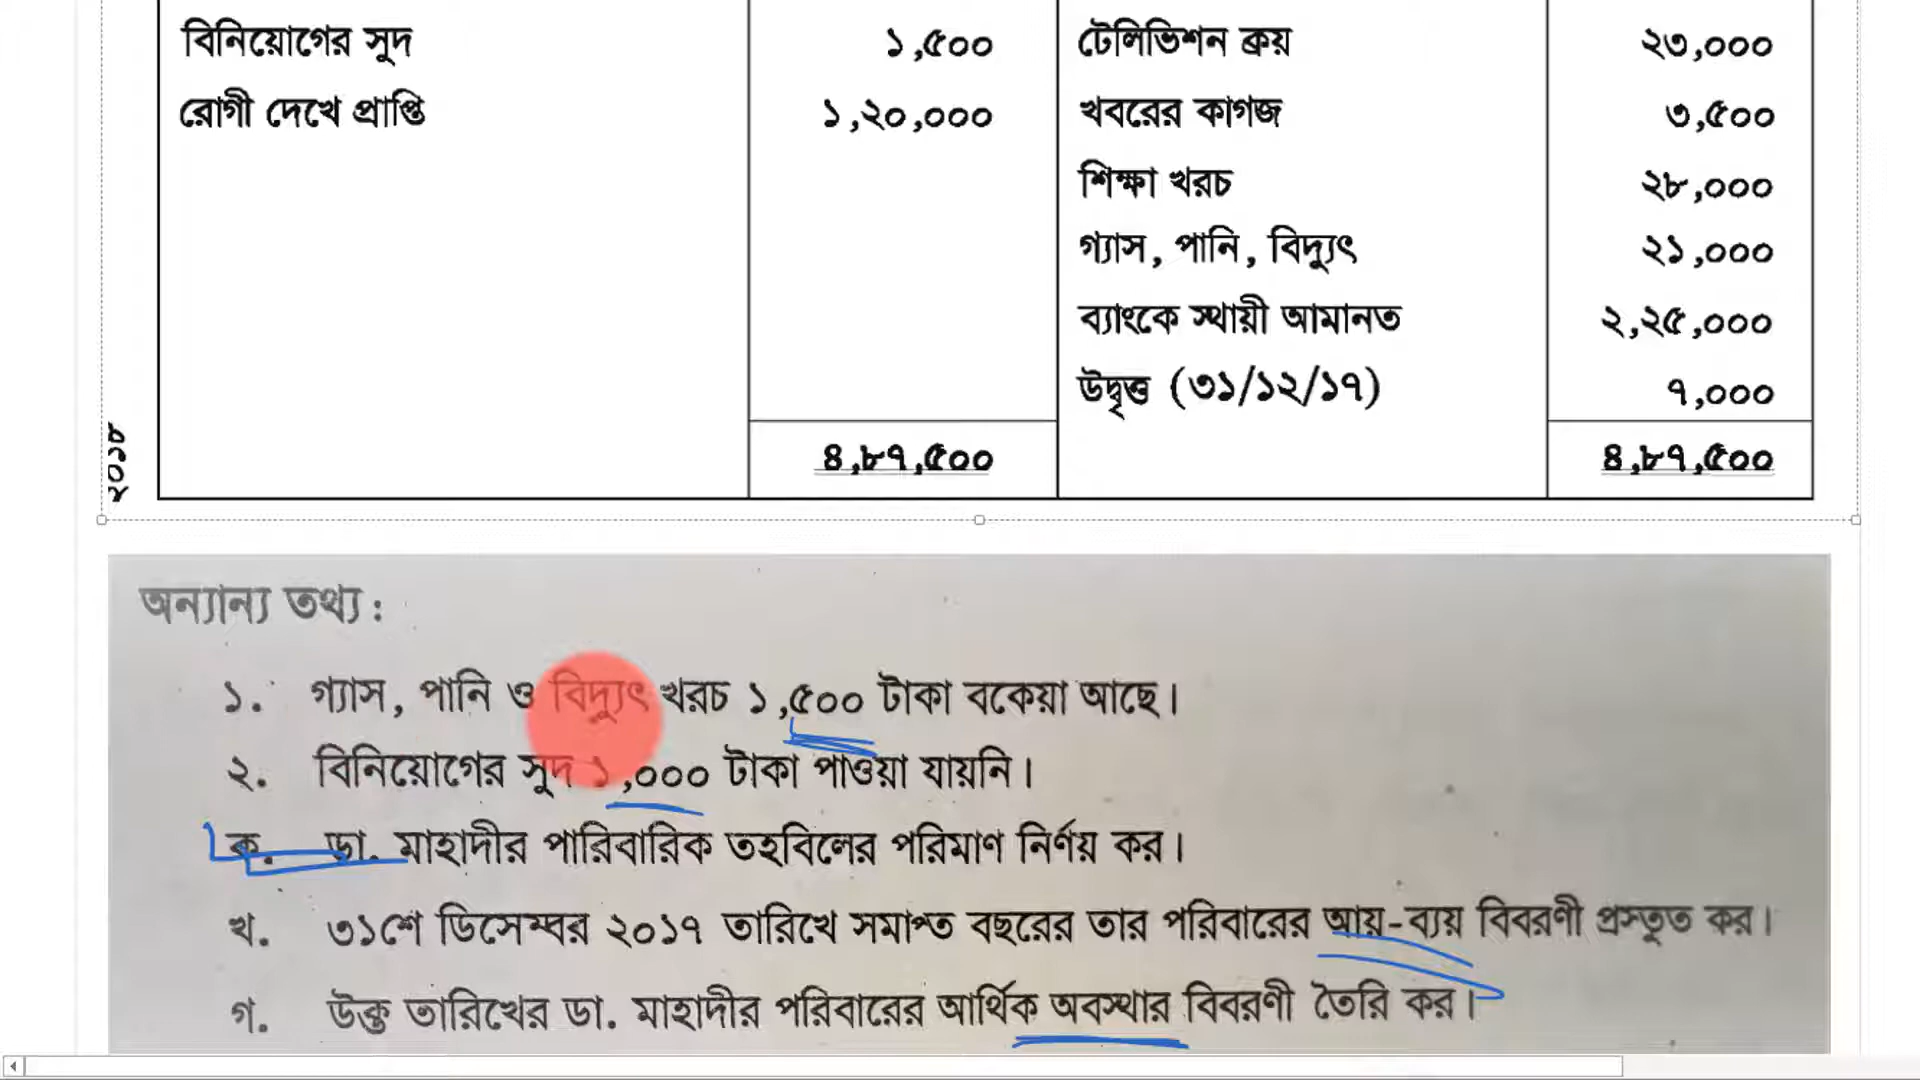 বিনিয়োগের সুদ ১,৫০০ টেলিভিশন ক্রয় ২৩,০০০
রোগী দেখে প্রাপ্তি ১,২০,০০০ খবরের কাগজ ৩,৫০০
শিক্ষা খরচ ২৮,০০০
গ্যাস, পানি, বিদ্যুৎ ২১,০০০
ব্যাংকে স্থায়ী আমানত ২,২৫,০০০
উদ্বৃত্ত (৩১/১২/১৭) ৭,০০০
৪,৮৭,৫০০ ৪,৮৭,৫০০
২০১৮
অন্যান্য তথ্য :
১. গ্যাস, পানি ও বিদ্যুৎ খরচ ১,৫০০ টাকা বকেয়া আছে।
২. বিনিয়োগের সুদ ১,০০০ টাকা পাওয়া যায়নি।
ক. ডা. মাহাদীর পারিবারিক তহবিলের পরিমাণ নির্ণয় কর।
খ. ৩১শে ডিসেম্বর ২০১৭ তারিখে সমাপ্ত বছরের তার পরিবারের আয়-ব্যয় বিবরণী প্রস্তুত কর।
গ. উক্ত তারিখের ডা. মাহাদীর পরিবারের আর্থিক অবস্থার বিবরণী তৈরি কর।